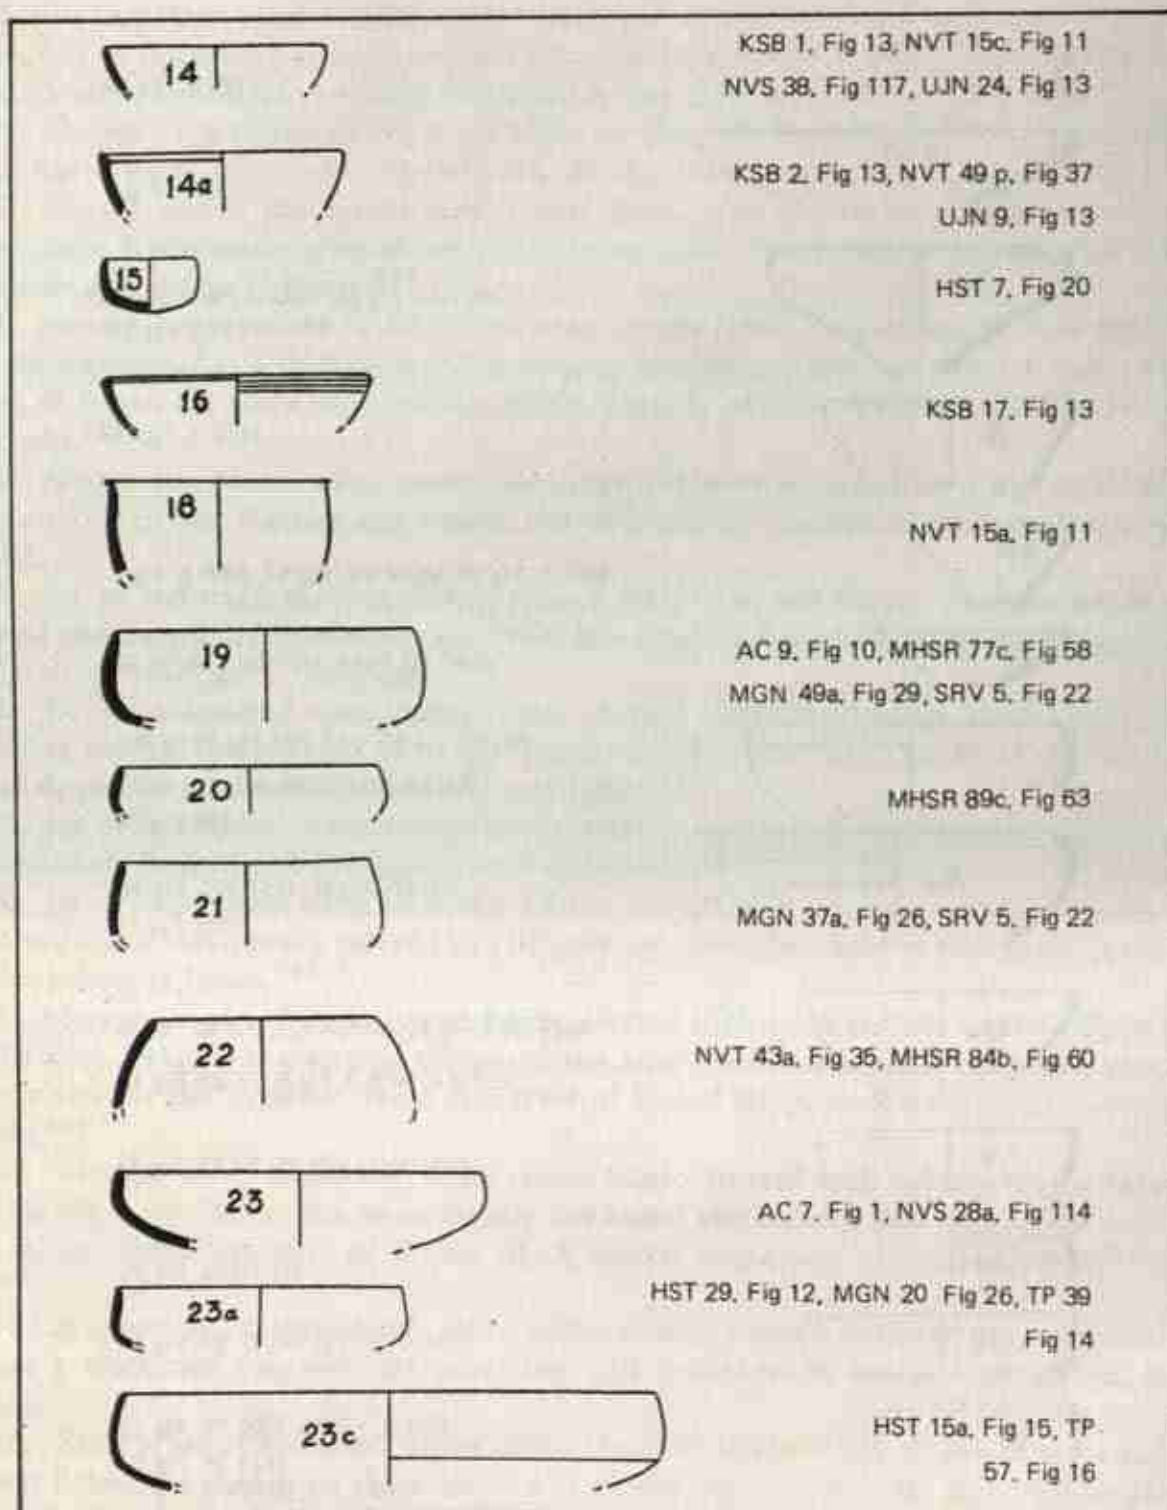 14
KSB 1, Fig 13, NVT 15c, Fig 11
NVS 38, Fig 117, UJN 24, Fig 13
14a
KSB 2, Fig 13, NVT 49 p, Fig 37
UJN 9, Fig 13
15
HST 7, Fig 20
16
KSB 17, Fig 13
18
NVT 15a, Fig 11
19
AC 9, Fig 10, MHSR 77c, Fig 58
MGN 49a, Fig 29, SRV 5, Fig 22
20
MHSR 89c, Fig 63
21
MGN 37a, Fig 26, SRV 5, Fig 22
22
NVT 43a, Fig 35, MHSR 84b, Fig 60
23
AC 7, Fig 1, NVS 28a, Fig 114
23a
HST 29, Fig 12, MGN 20 Fig 26, TP 39
Fig 14
23c
HST 15a, Fig 15, TP
57, Fig 16